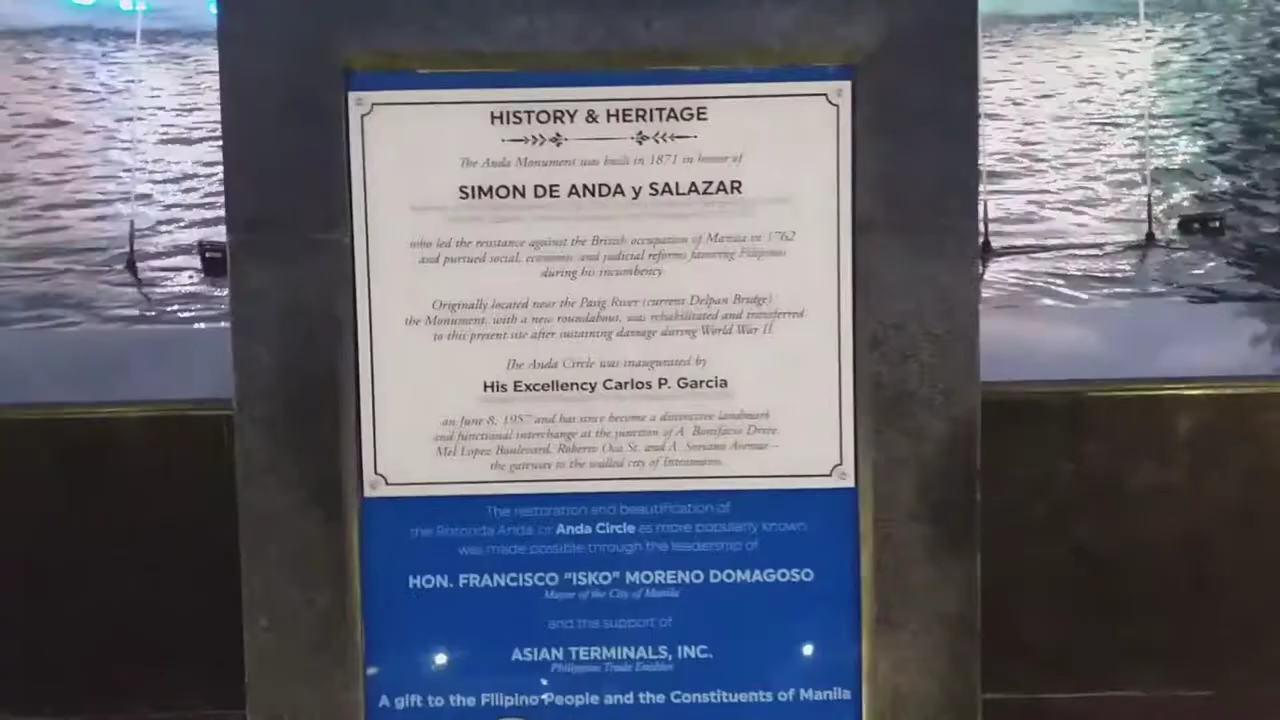 HISTORY & HERITAGE
The Anda Monument was built in 1871 in honor of
SIMON DE ANDA y SALAZAR
who led the resistance against the British occupation of Manila in 1762
and pursued social, economic and judicial reforms favoring Filipinos
during his incumbency
Originally located near the Pasig River (current Delpan Bridge)
the Monument, with a new roundabout, was rehabilitated and transferred
to this present site after sustaining damage during World War II.
The Anda Circle was inaugurated by
His Excellency Carlos P. Garcia
on June 8, 1957 and has since become a distinctive landmark
and functional interchange at the junction of A. Bonifacio Drive,
Mel Lopez Boulevard, Roberto Oca St. and A. Soriano Avenue –
the gateway to the walled city of Intramuros.
The restoration and beautification of
the Rotonda Anda, or Anda Circle as more popularly known
was made possible through the leadership of
HON. FRANCISCO "ISKO" MORENO DOMAGOSO
Mayor of the City of Manila
and the support of
ASIAN TERMINALS, INC.
Philippine Trade Enabler
A gift to the Filipino People and the Constituents of Manila